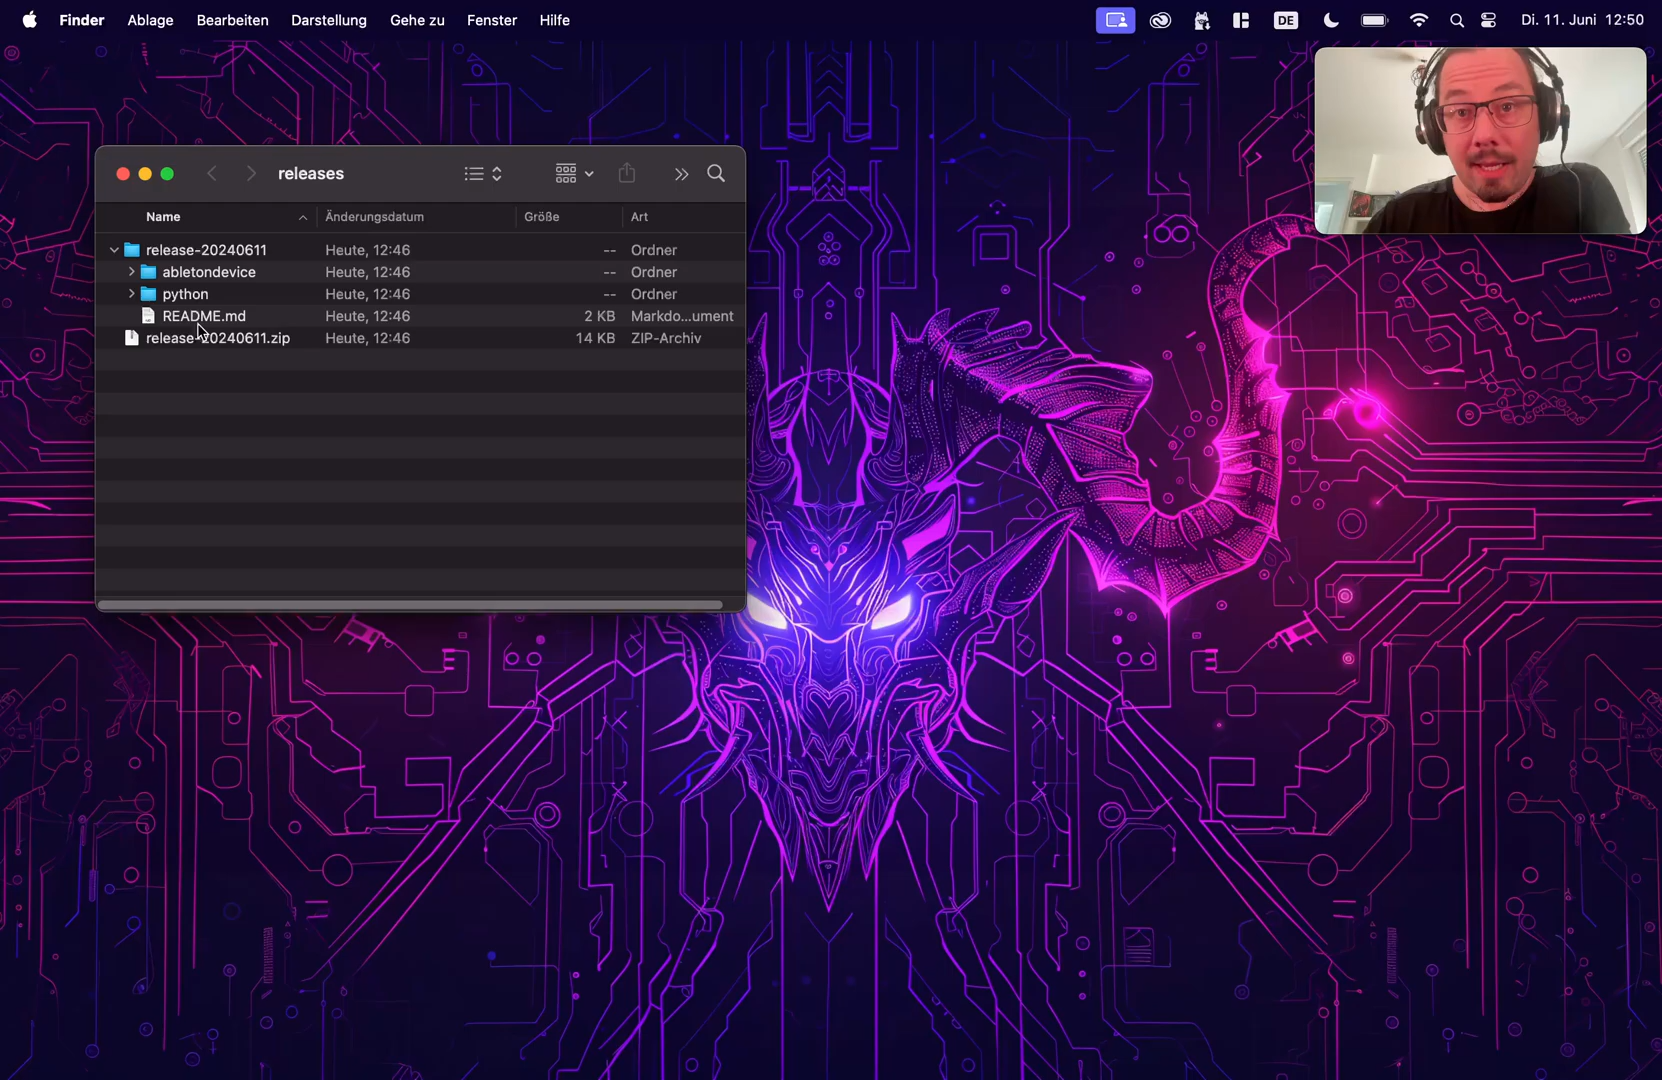 Finder Ablage Bearbeiten Darstellung Gehe zu Fenster Hilfe DE Di. 11. Juni 12:50
releases
Name Änderungsdatum Größe Art
release-20240611 Heute, 12:46 -- Ordner
abletondevice Heute, 12:46 -- Ordner
python Heute, 12:46 -- Ordner
README.md Heute, 12:46 2 KB Markdo...ument
release-20240611.zip Heute, 12:46 14 KB ZIP-Archiv